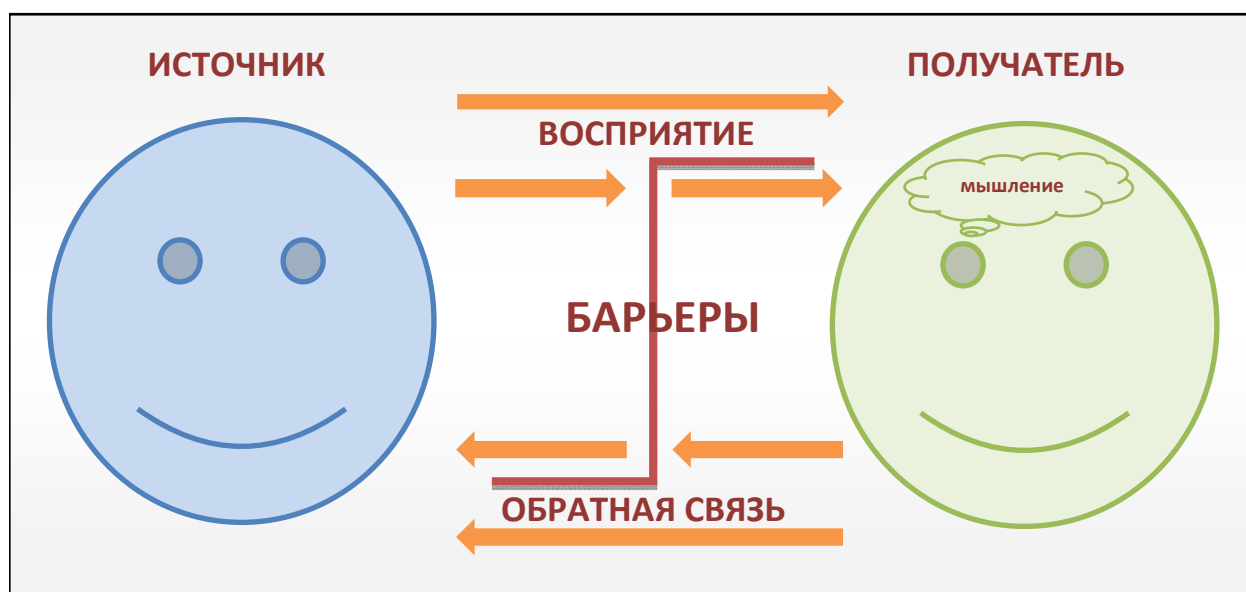 ИСТОЧНИК
ПОЛУЧАТЕЛЬ
ВОСПРИЯТИЕ
мышление
БАРЬЕРЫ
ОБРАТНАЯ СВЯЗЬ